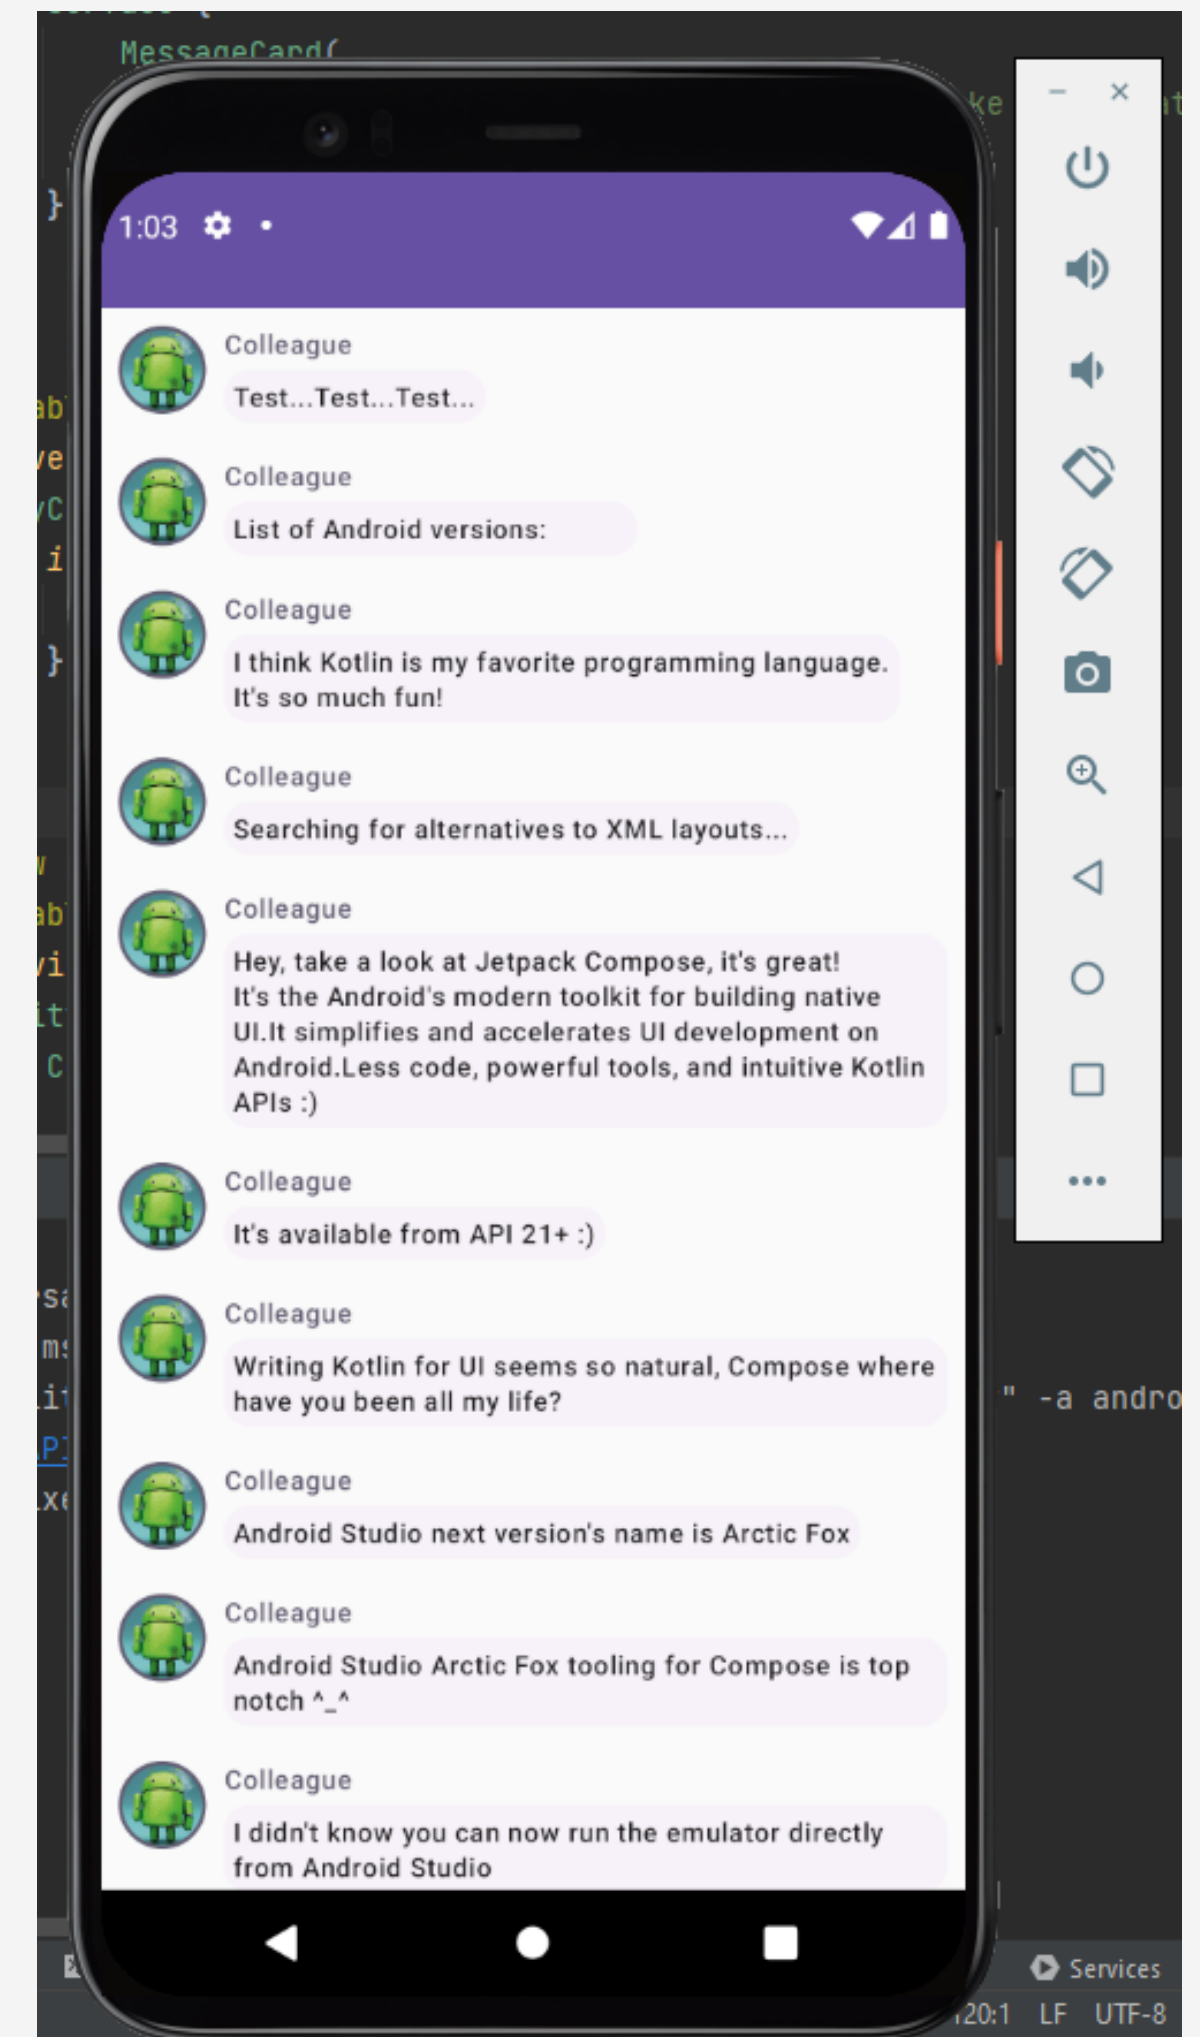 MessageCard(
1:03
Colleague
Test...Test...Test...
Colleague
List of Android versions:
Colleague
I think Kotlin is my favorite programming language.
It's so much fun!
Colleague
Searching for alternatives to XML layouts...
Colleague
Hey, take a look at Jetpack Compose, it's great!
It's the Android's modern toolkit for building native
UI.It simplifies and accelerates UI development on
Android.Less code, powerful tools, and intuitive Kotlin
APIs :)
Colleague
It's available from API 21+ :)
Colleague
Writing Kotlin for UI seems so natural, Compose where
have you been all my life?
Colleague
Android Studio next version's name is Arctic Fox
Colleague
Android Studio Arctic Fox tooling for Compose is top
notch ^_^
Colleague
I didn't know you can now run the emulator directly
from Android Studio
" -a andro
Services
120:1 LF UTF-8